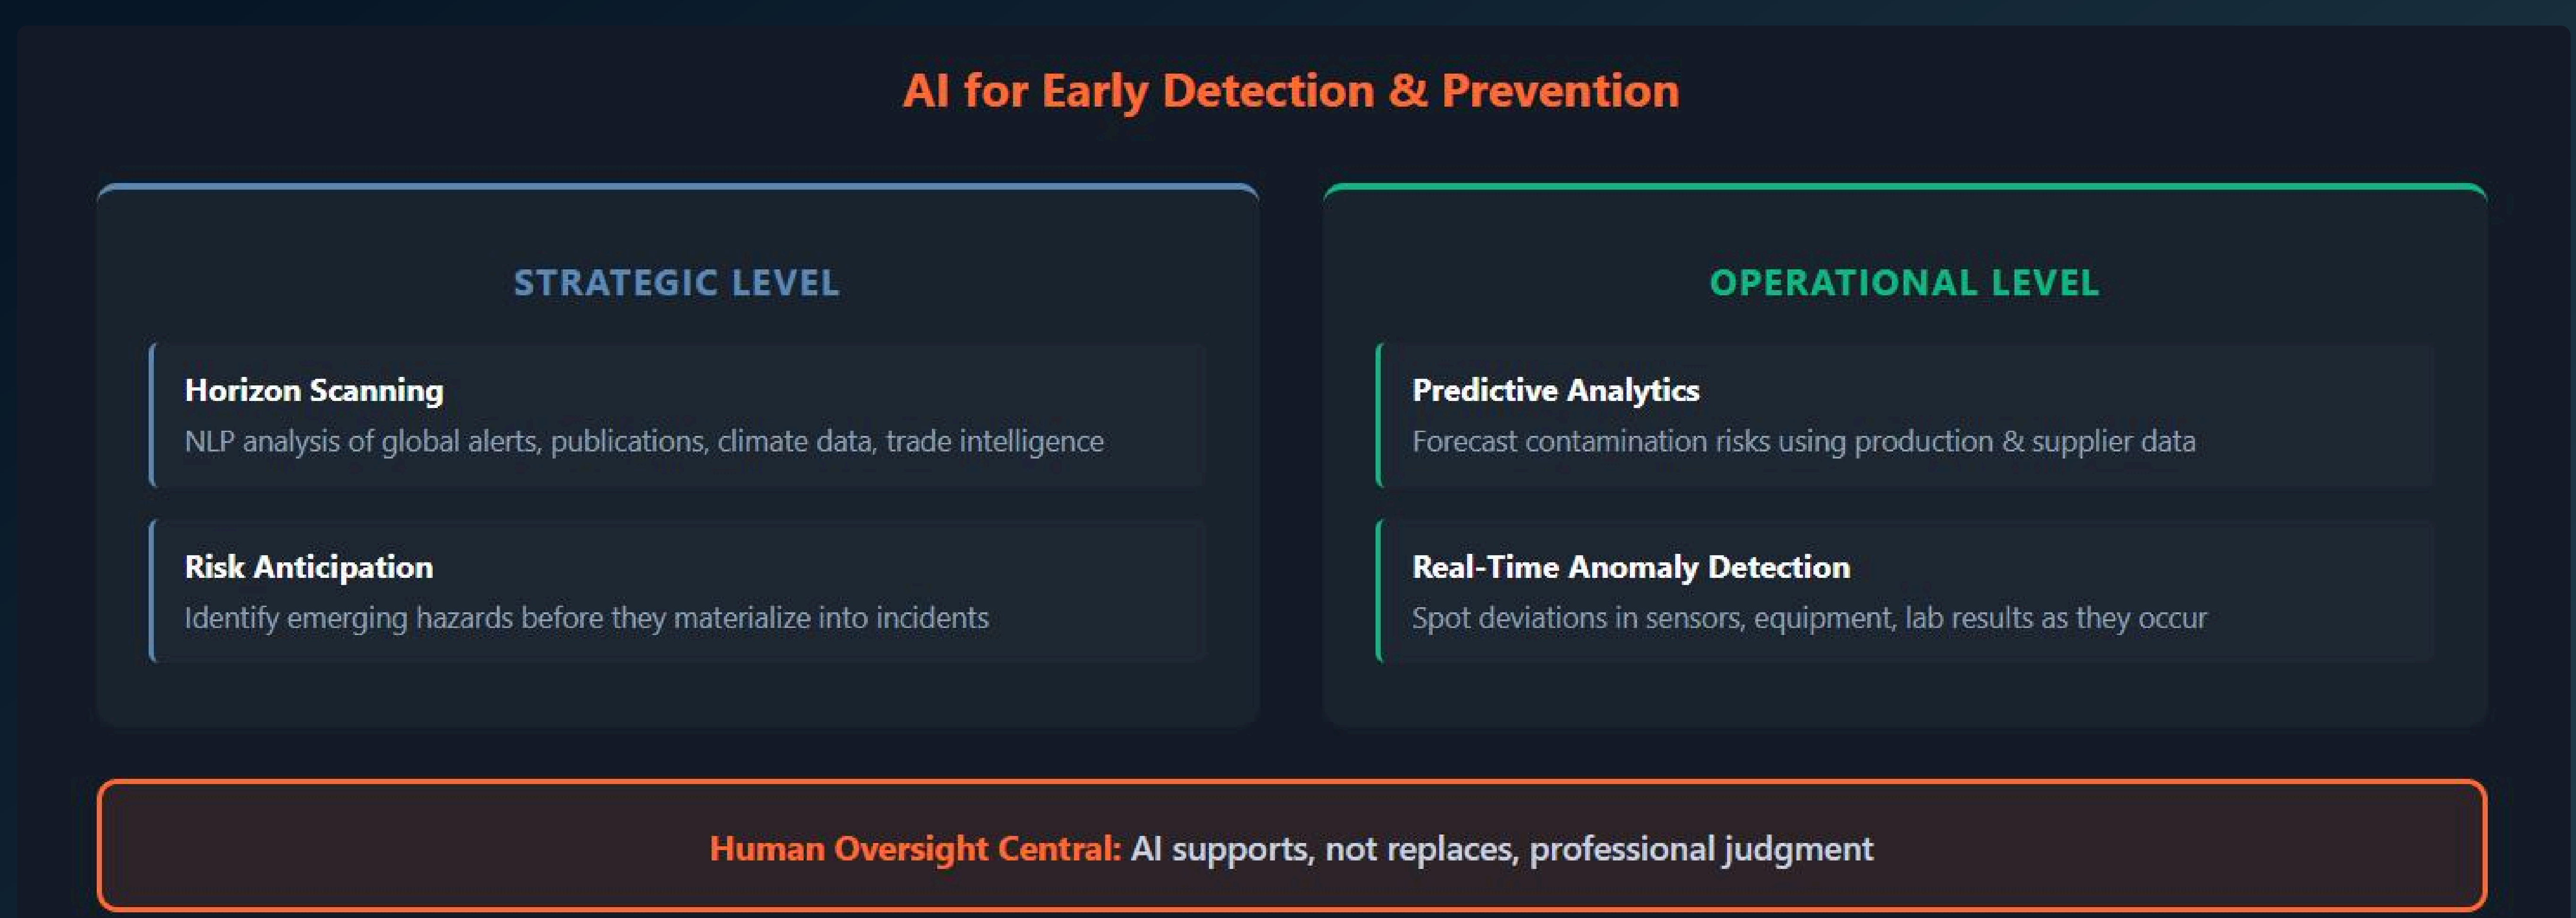 AI for Early Detection & Prevention
STRATEGIC LEVEL
Horizon Scanning
NLP analysis of global alerts, publications, climate data, trade intelligence
Risk Anticipation
Identify emerging hazards before they materialize into incidents
OPERATIONAL LEVEL
Predictive Analytics
Forecast contamination risks using production & supplier data
Real-Time Anomaly Detection
Spot deviations in sensors, equipment, lab results as they occur
Human Oversight Central: AI supports, not replaces, professional judgment